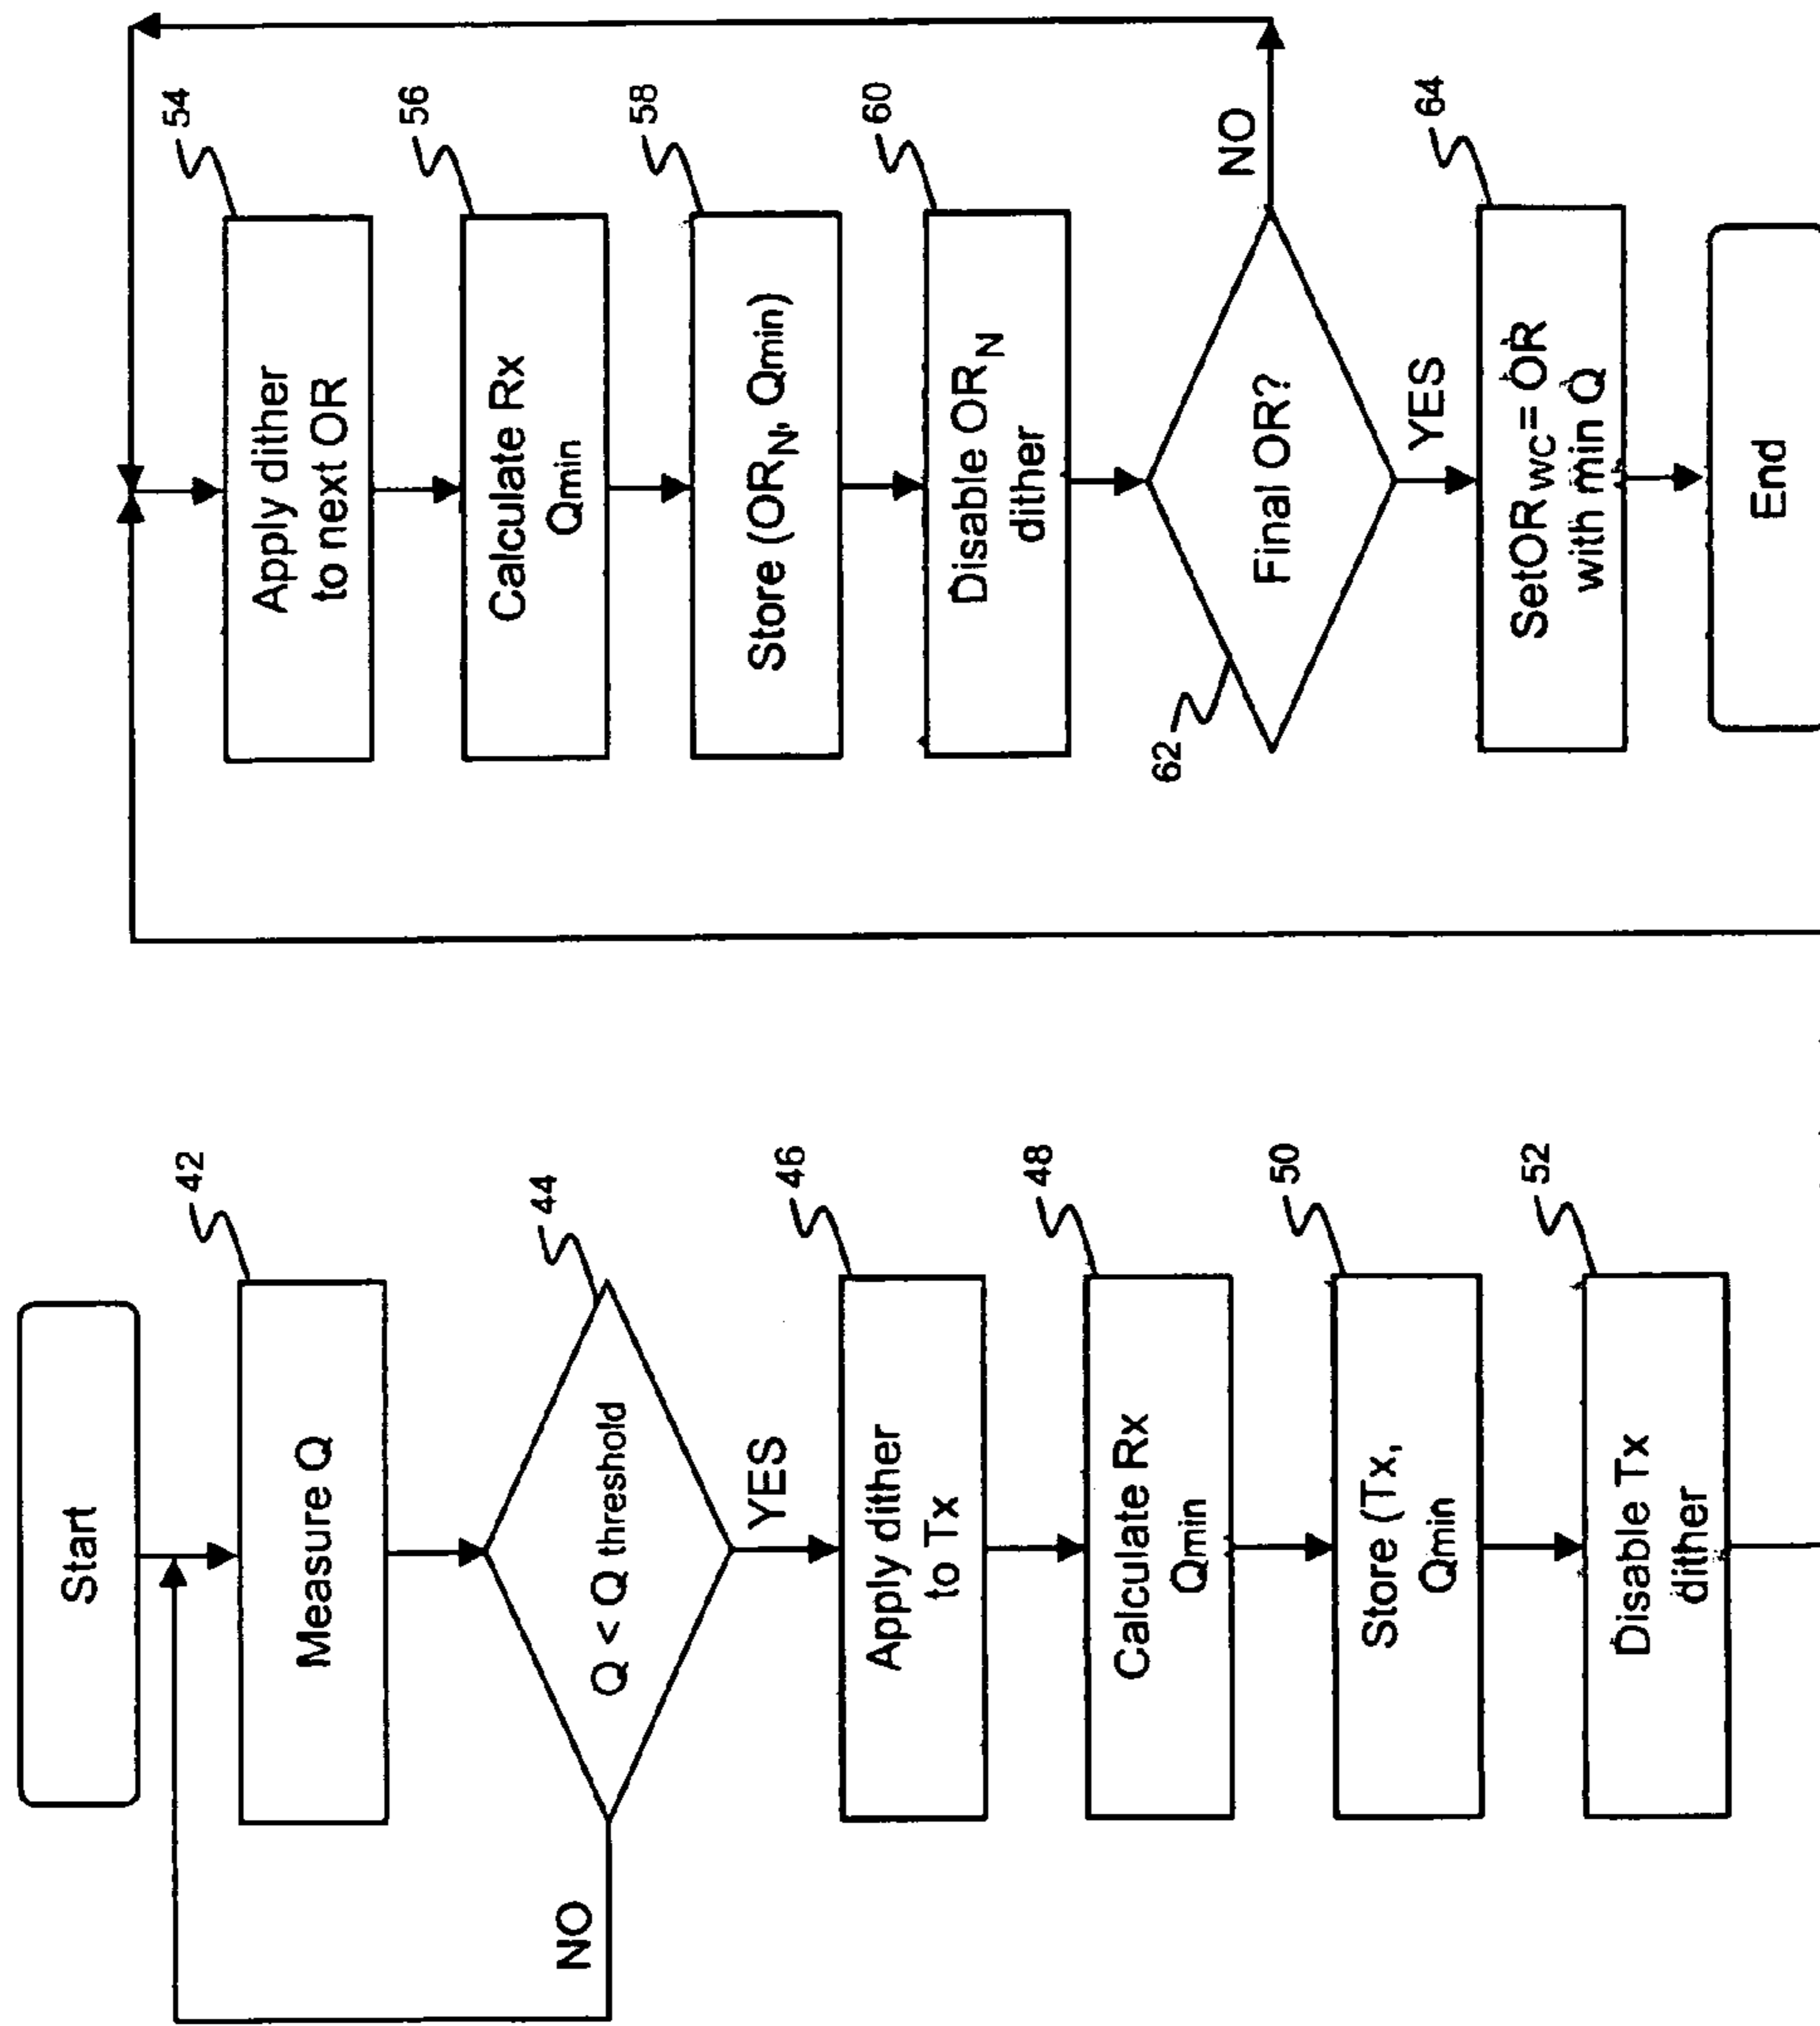 Start
42
Measure Q
44
Q < Q threshold
NO
YES
46
Apply dither
to Tx
48
Calculate Rx
Qmin
50
Store (Tx,
Qmin
52
Disable Tx
dither
54
Apply dither
to next OR
56
Calculate Rx
Qmin
58
Store (ORN, Qmin)
60
Disable ORN
dither
62
Final OR?
NO
YES
64
SetORWC= OR
with min Q
End